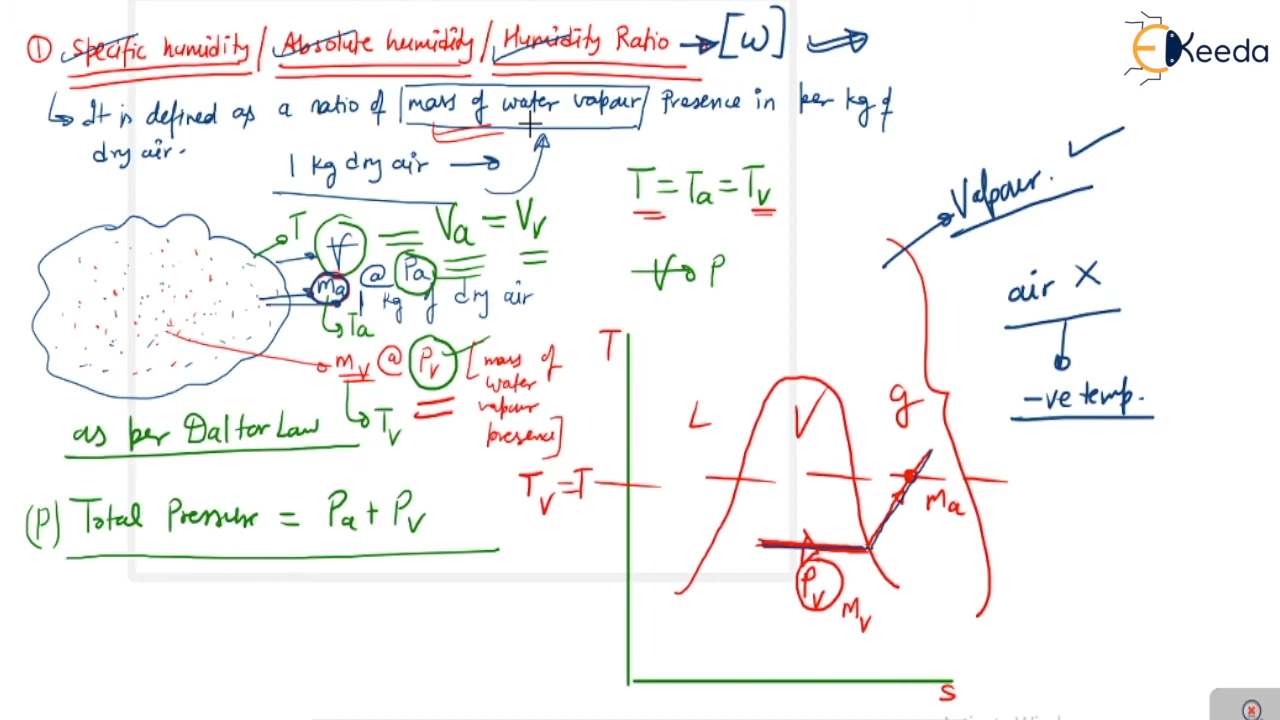 ① Specific humidity / Absolute humidity / Humidity Ratio → [ω]
Keeda
↳ It is defined as a ratio of mass of water vapour presence in per kg of
dry air.
1 kg dry air →
T = Ta = Tv
Vapour.
T
V = Va = Vv
ma @ Pa
1 kg of dry air
Ta
V → P
air X
-ve temp.
mv @ Pv [mass of
water
vapour
presence]
Tv
as per Dalton Law
(P) Total Pressure = Pa + Pv
T
L
V
g
Tv = T
ma
Pv
mv
s